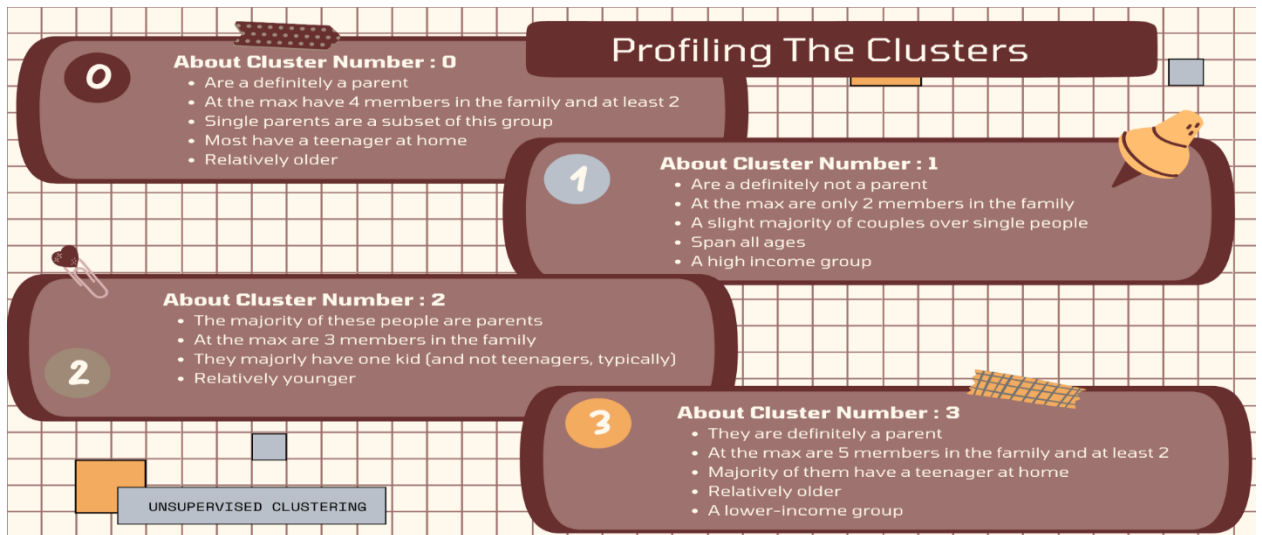 Profiling The Clusters
0
About Cluster Number : 0
• Are a definitely a parent
• At the max have 4 members in the family and at least 2
• Single parents are a subset of this group
• Most have a teenager at home
• Relatively older
1
About Cluster Number : 1
• Are a definitely not a parent
• At the max are only 2 members in the family
• A slight majority of couples over single people
• Span all ages
• A high income group
2
About Cluster Number : 2
• The majority of these people are parents
• At the max are 3 members in the family
• They majorly have one kid (and not teenagers, typically)
• Relatively younger
3
About Cluster Number : 3
• They are definitely a parent
• At the max are 5 members in the family and at least 2
• Majority of them have a teenager at home
• Relatively older
• A lower-income group
UNSUPERVISED CLUSTERING